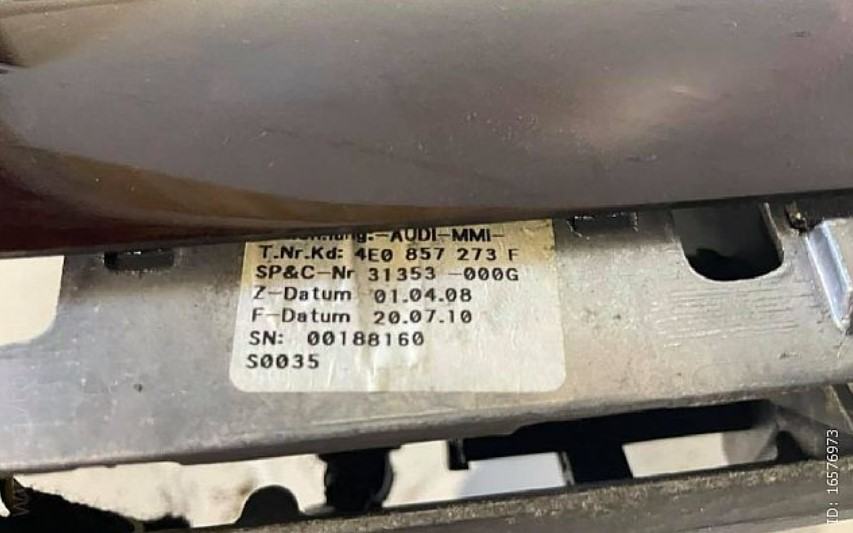 -AUDI-MMI-
T.Nr.Kd: 4E0 857 273 F
SP&C-Nr 31353 -000G
Z-Datum 01.04.08
F-Datum 20.07.10
SN: 00188160
S0035
ID: 16576973